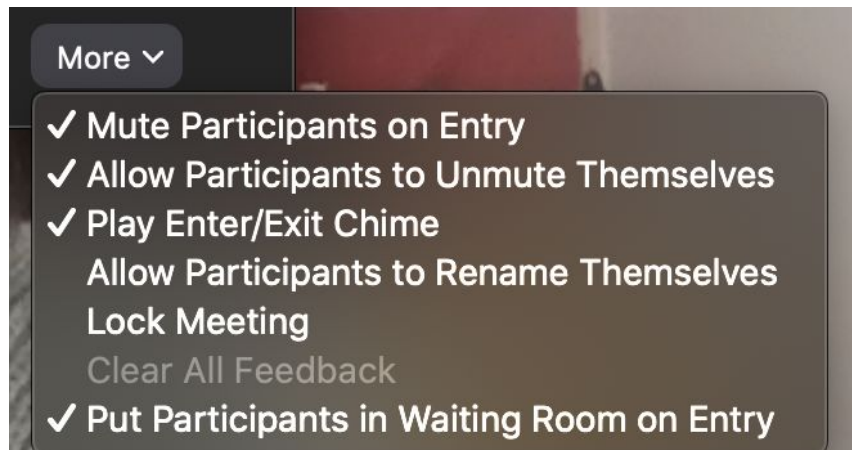 More
Mute Participants on Entry
Allow Participants to Unmute Themselves
Play Enter/Exit Chime
Allow Participants to Rename Themselves
Lock Meeting
Clear All Feedback
Put Participants in Waiting Room on Entry